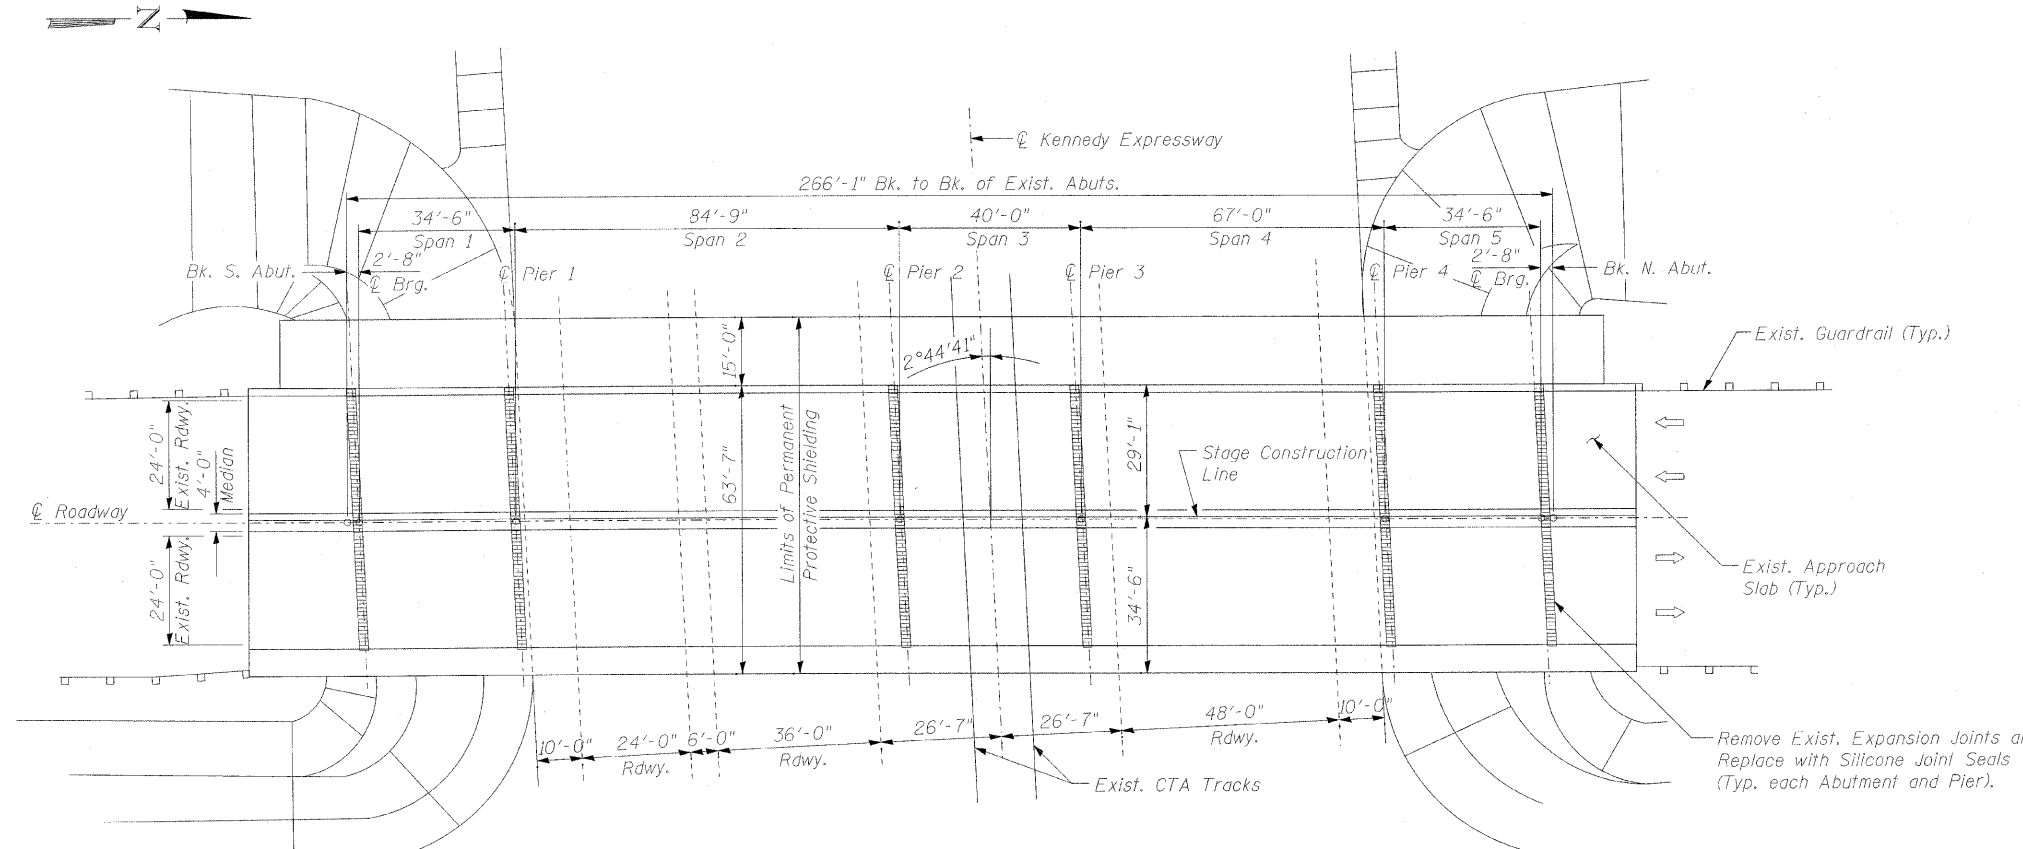 N
℄ Kennedy Expressway
266'-1" Bk. to Bk. of Exist. Abuts.
34'-6"
Span 1
84'-9"
Span 2
40'-0"
Span 3
67'-0"
Span 4
34'-6"
Span 5
Bk. S. Abut.
2'-8"
℄ Brg.
℄ Pier 1
℄ Pier 2
℄ Pier 3
℄ Pier 4
2'-8"
℄ Brg.
Bk. N. Abut.
15'-0"
2°44'41"
Exist. Guardrail (Typ.)
24'-0"
Exist. Rdwy.
4'-0"
Median
63'-7"
Limits of Permanent
Protective Shielding
29'-1"
Stage Construction
Line
℄ Roadway
24'-0"
Exist. Rdwy.
34'-6"
Exist. Approach
Slab (Typ.)
10'-0"
24'-0"
Rdwy.
6'-0"
36'-0"
Rdwy.
26'-7"
26'-7"
48'-0"
Rdwy.
10'-0"
Exist. CTA Tracks
Remove Exist. Expansion Joints
Replace with Silicone Joint Seals
(Typ. each Abutment and Pier).